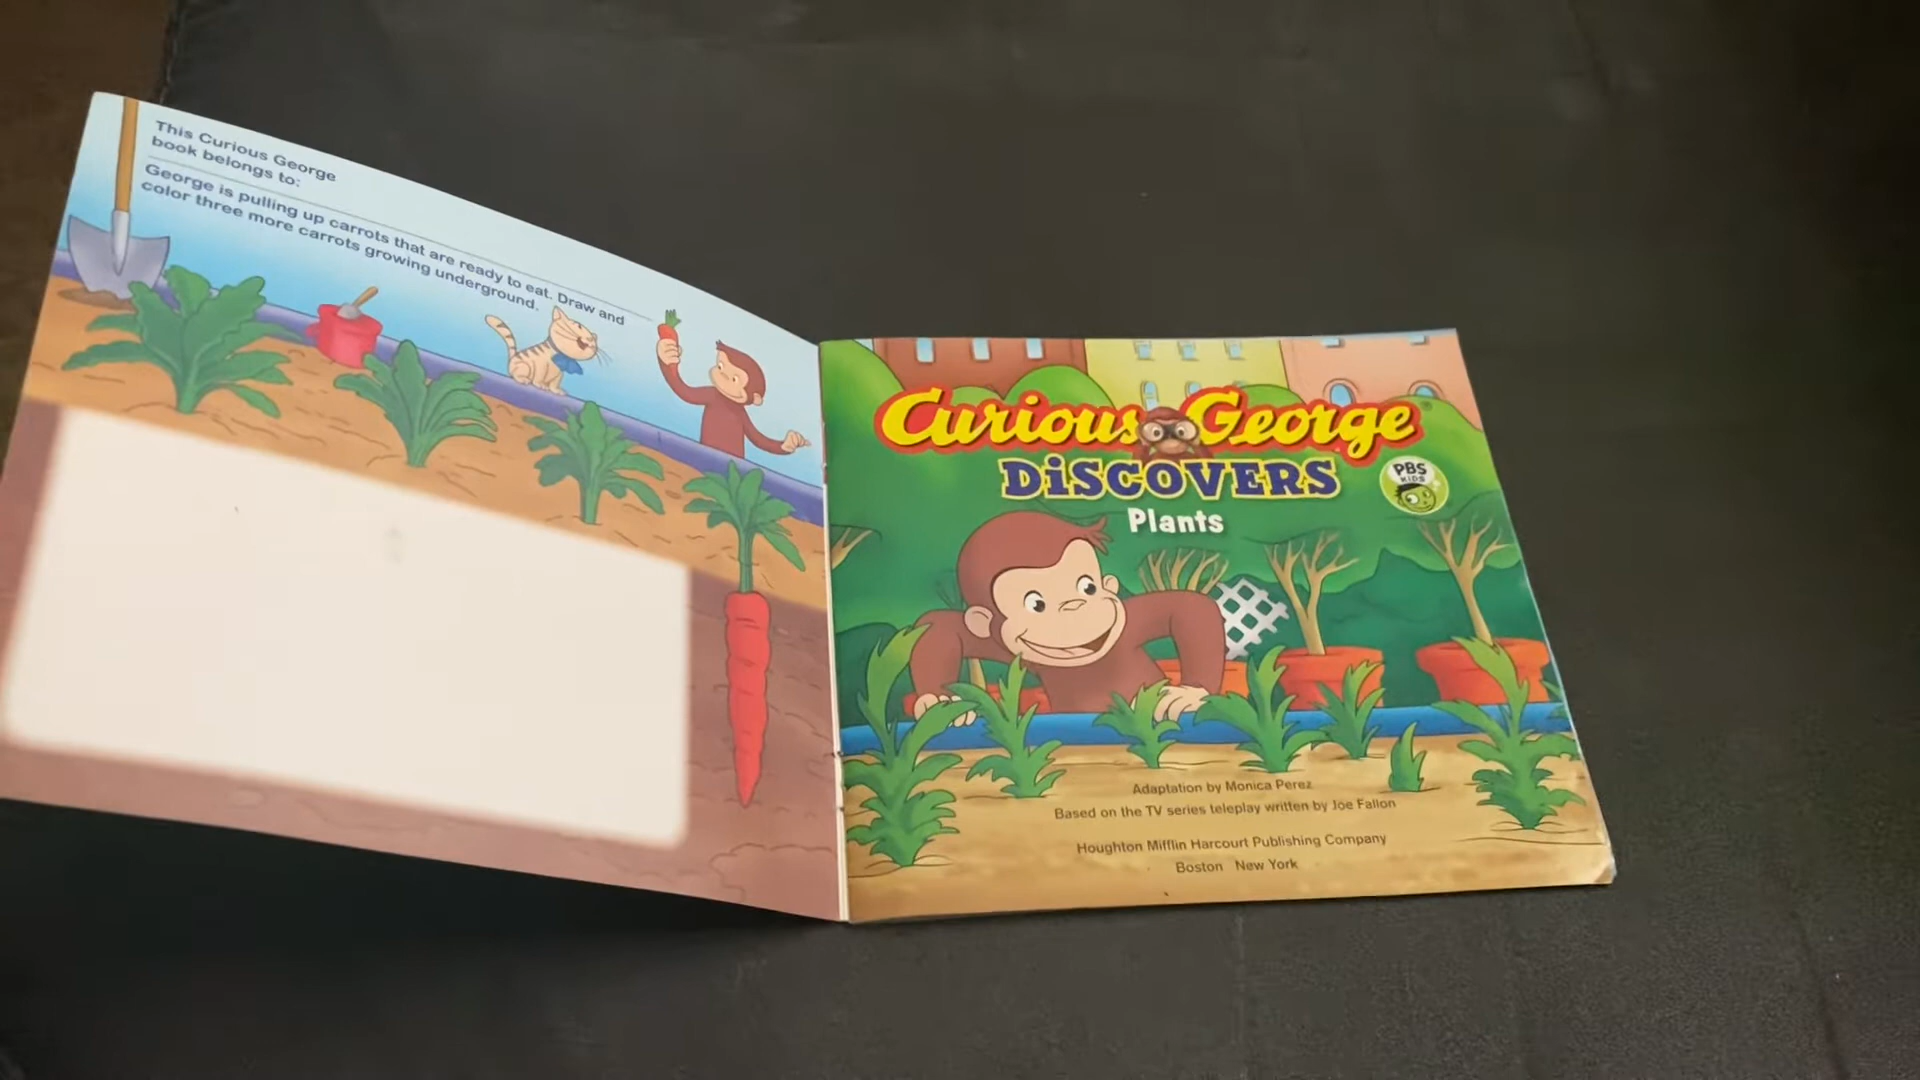 This Curious George
book belongs to:
George is pulling up carrots that are ready to eat. Draw and
color three more carrots growing underground.
Curious George
DiSCOVERS
Plants
PBS
KIDS
Adaptation by Monica Perez
Based on the TV series teleplay written by Joe Fallon
Houghton Mifflin Harcourt Publishing Company
Boston New York